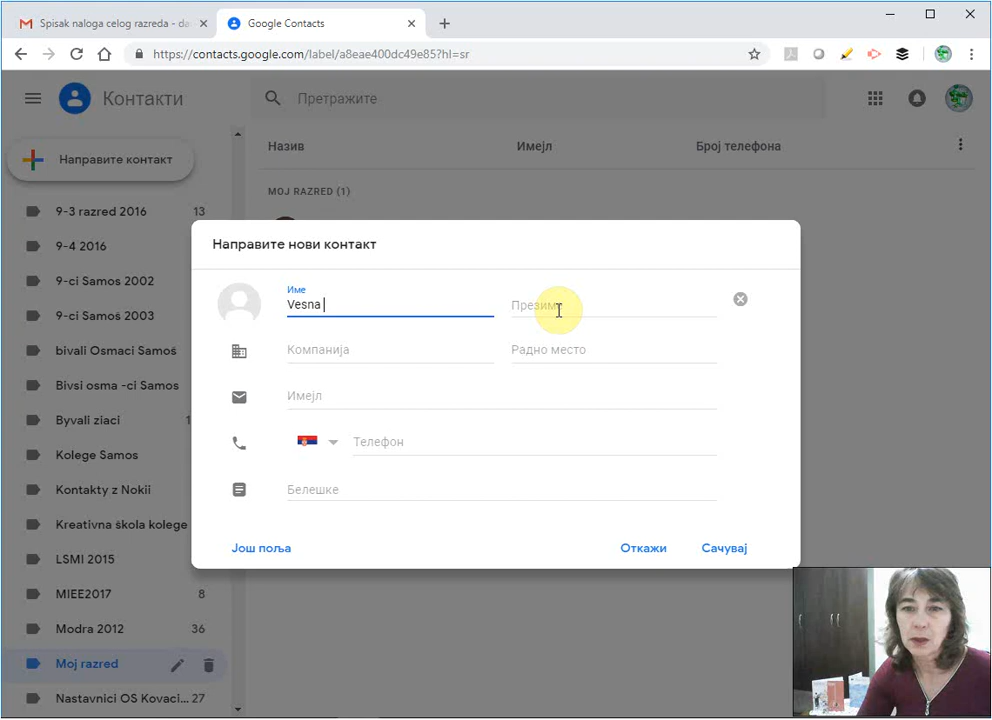 Spisak naloga celog razreda - da
Google Contacts
https://contacts.google.com/label/a8eae400dc49e85?hl=sr
Контакти
Претражите
Направите контакт
Назив
Имејл
Број телефона
MOJ RAZRED (1)
9-3 razred 2016 13
9-4 2016
9-ci Samos 2002
9-ci Samoš 2003
bivali Osmaci Samoš
Bivsi osma -ci Samos
Byvali ziaci
Kolege Samos
Kontakty z Nokii
Kreativna škola kolege
LSMI 2015
MIEE2017 8
Modra 2012 36
Moj razred
Nastavnici OS Kovaci... 27
Направите нови контакт
Име
Vesna
Презиме
Компанија
Радно место
Имејл
Телефон
Белешке
Још поља
Откажи
Сачувај